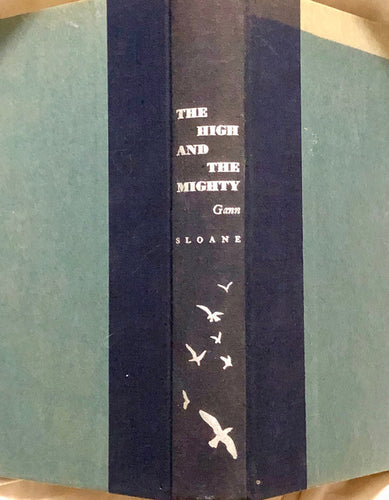 THE
HIGH
AND THE
MIGHTY
Gann
SLOANE